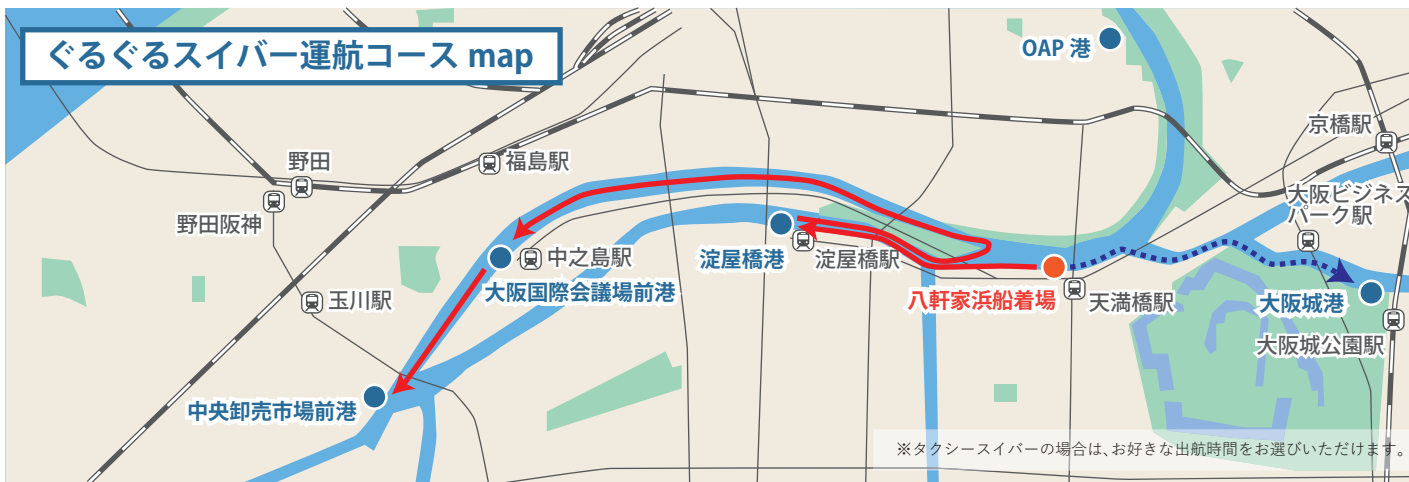 ぐるぐるスイバー運航コース map
OAP 港
京橋駅
野田
福島駅
大阪ビジネス
パーク駅
野田阪神
淀屋橋港
淀屋橋駅
中之島駅
大阪国際会議場前港
八軒家浜船着場
天満橋駅
大阪城港
玉川駅
大阪城公園駅
中央卸売市場前港
※タクシースイバーの場合は、お好きな出航時間をお選びいただけます。